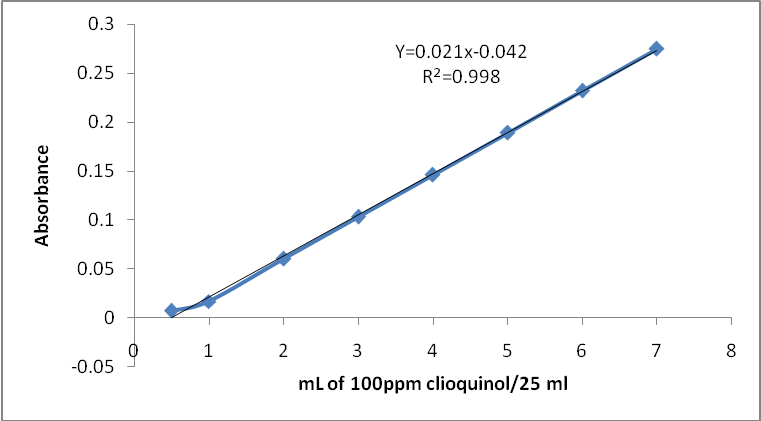 0.3
0.25
0.2
0.15
0.1
0.05
0
-0.05
Absorbance
Y=0.021x-0.042
R²=0.998
0 1 2 3 4 5 6 7 8
mL of 100ppm clioquinol/25 ml